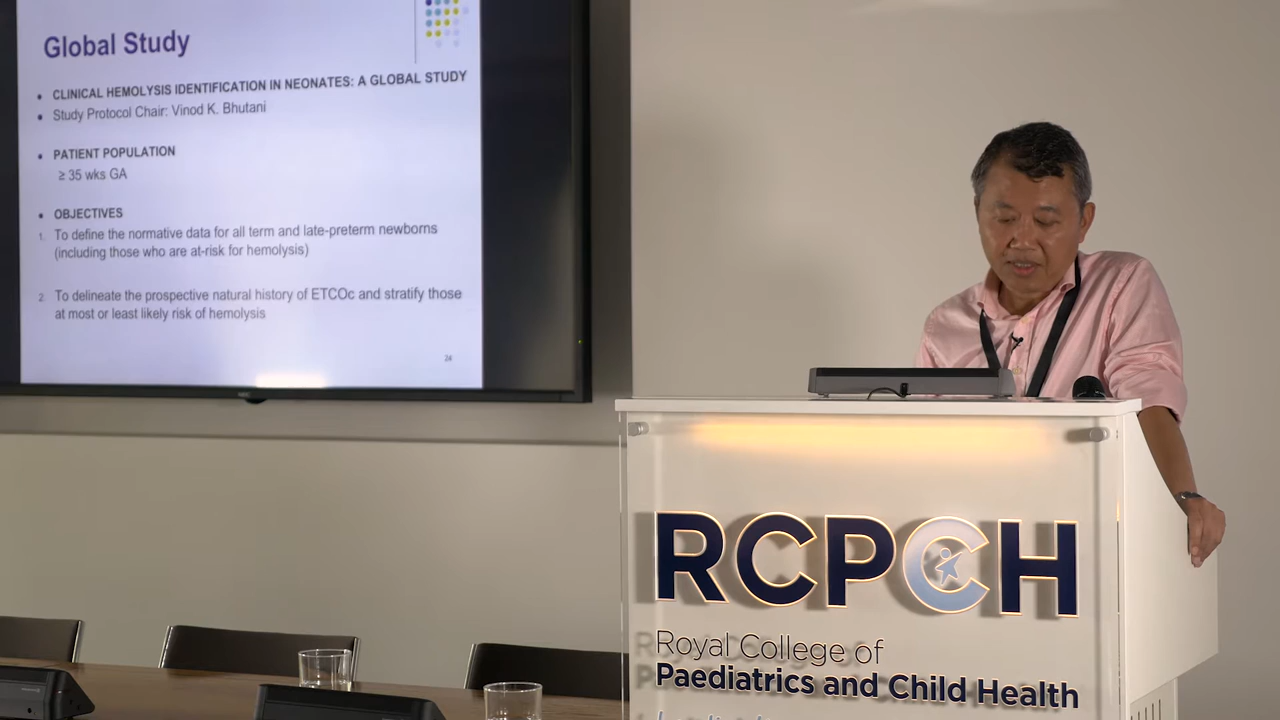 Global Study
CLINICAL HEMOLYSIS IDENTIFICATION IN NEONATES: A GLOBAL STUDY
Study Protocol Chair: Vinod K. Bhutani
PATIENT POPULATION
≥ 35 wks GA
OBJECTIVES
1. To define the normative data for all term and late-preterm newborns
(including those who are at-risk for hemolysis)
2. To delineate the prospective natural history of ETCOc and stratify those
at most or least likely risk of hemolysis
24
RCPCH
Royal College of
Paediatrics and Child Health